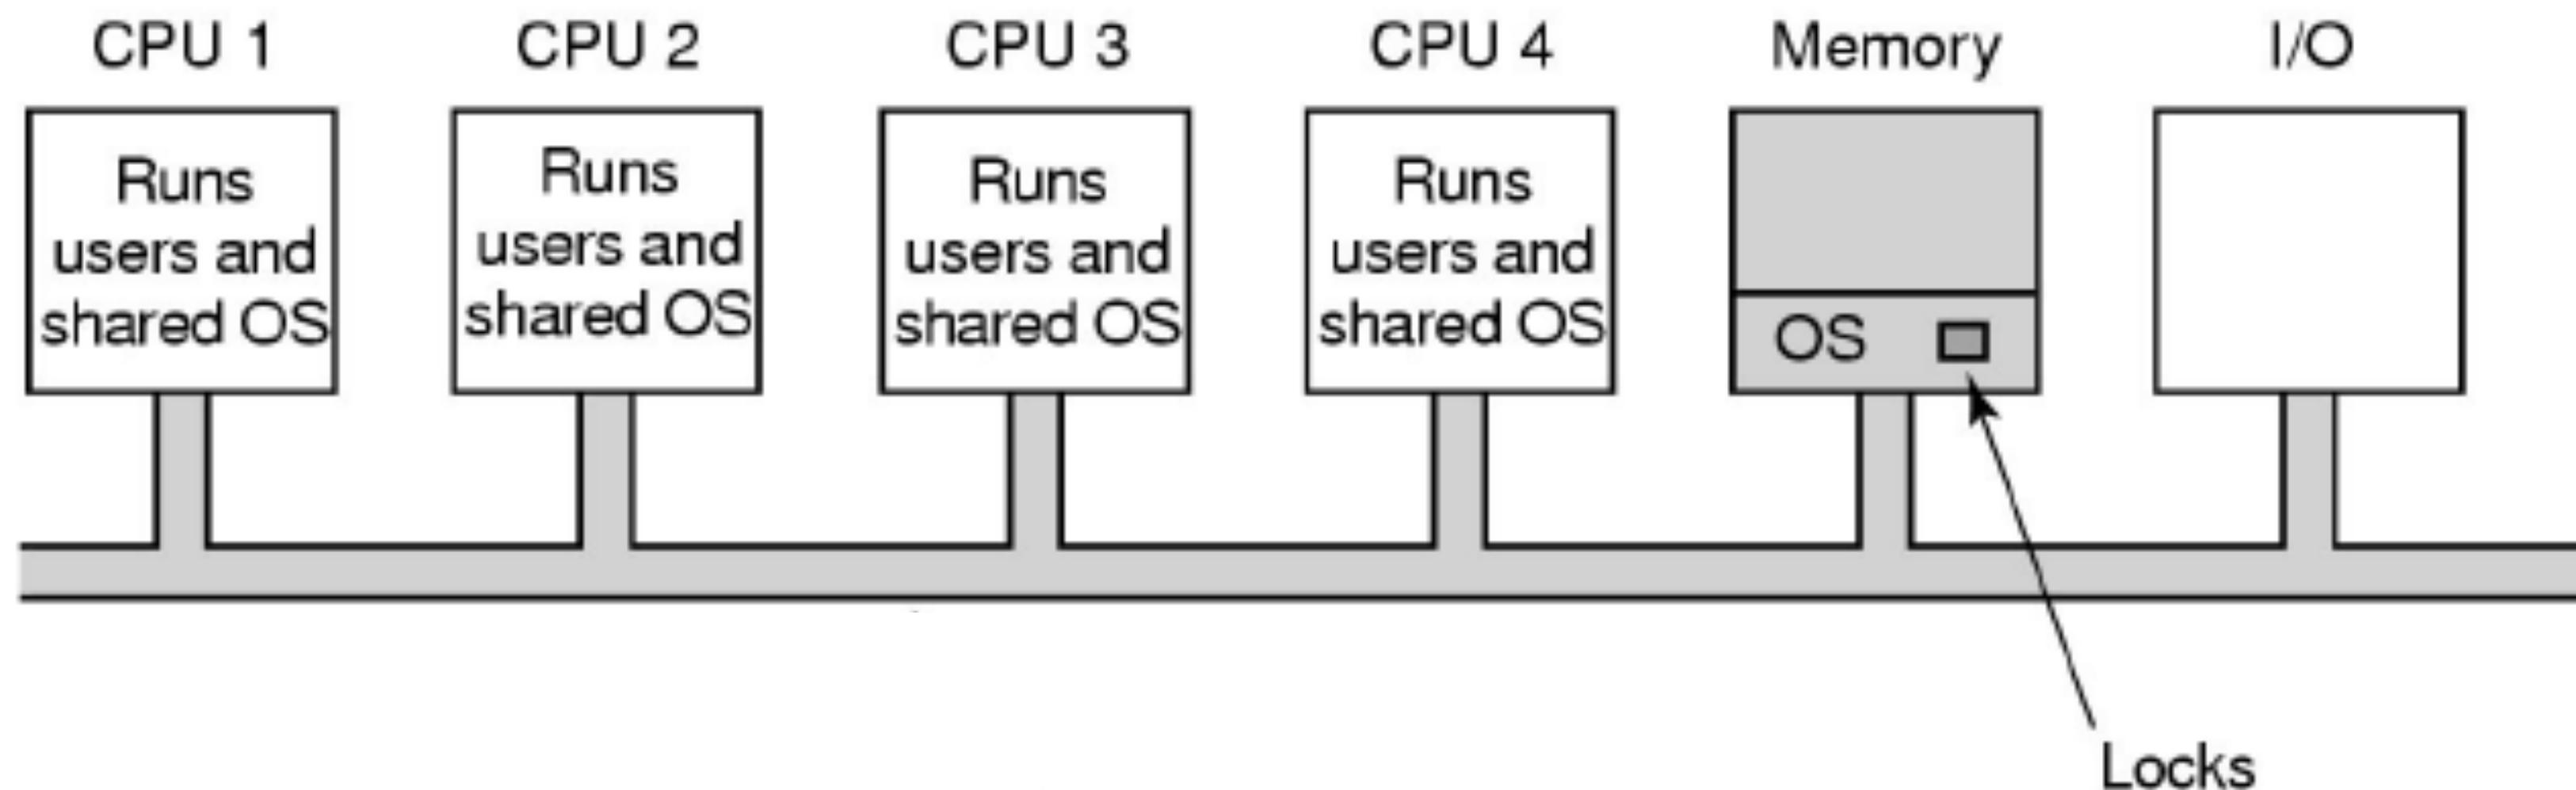 CPU 1
CPU 2
CPU 3
CPU 4
Memory
I/O
Runs
users and
shared OS
Runs
users and
shared OS
Runs
users and
shared OS
Runs
users and
shared OS
OS
Locks